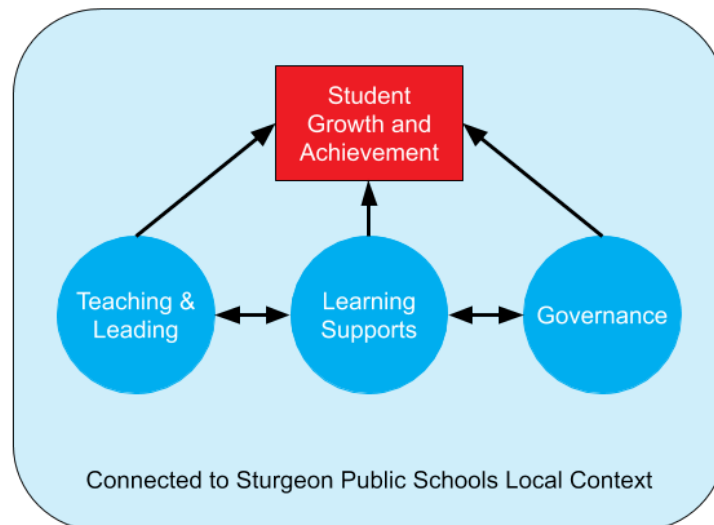 Student
Growth and
Achievement
Teaching &
Leading
Learning
Supports
Governance
Connected to Sturgeon Public Schools Local Context